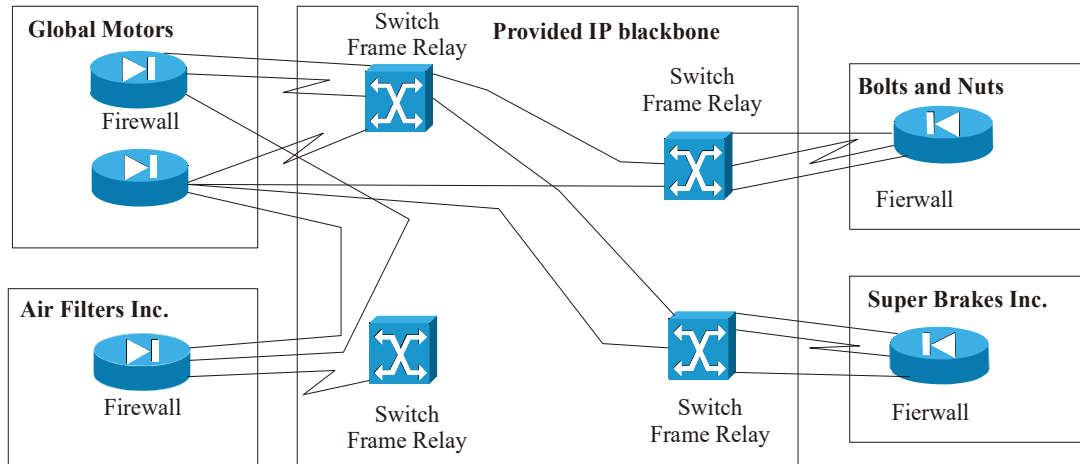 Global Motors
Firewall
Switch
Frame Relay
Provided IP blackbone
Switch
Frame Relay
Bolts and Nuts
Fierwall
Air Filters Inc.
Firewall
Switch
Frame Relay
Switch
Frame Relay
Super Brakes Inc.
Fierwall